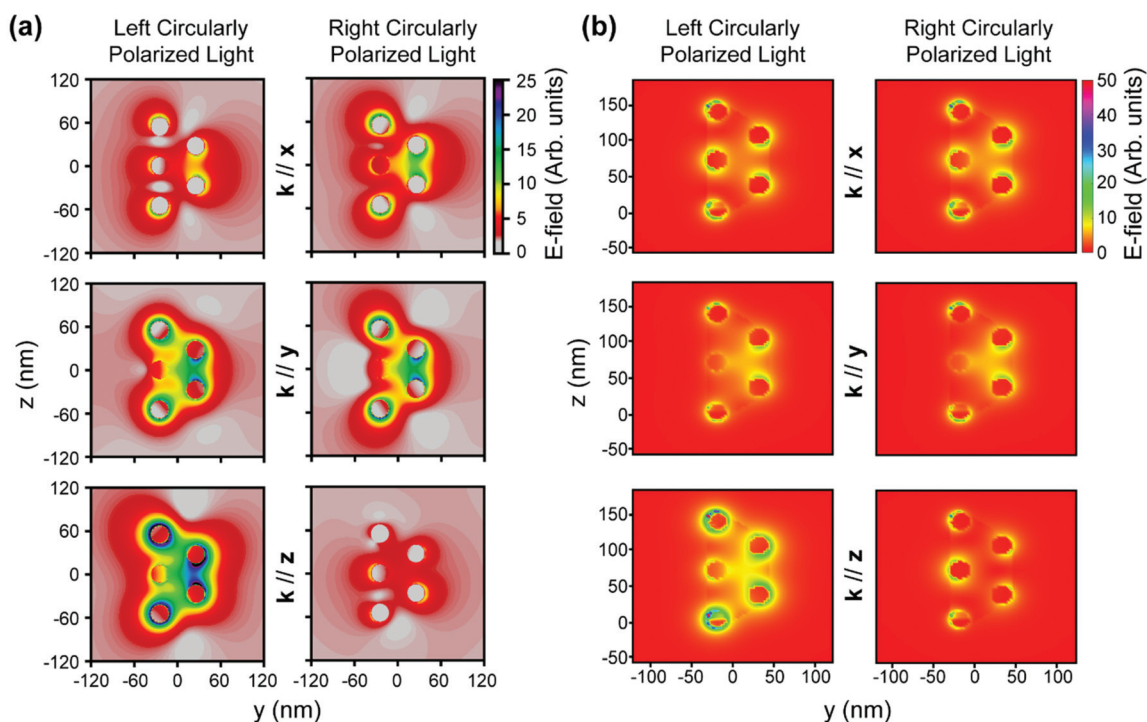 (a)
Left Circularly
Polarized Light
Right Circularly
Polarized Light
120
60
0
-60
-120
k // x
25
20
15
10
5
0
E-field (Arb. units)
120
60
0
-60
-120
k // y
z (nm)
120
60
0
-60
-120
k // z
-120 -60 0 60 120
-120 -60 0 60 120
y (nm)
(b)
Left Circularly
Polarized Light
Right Circularly
Polarized Light
150
100
50
0
-50
k // x
50
40
30
20
10
0
E-field (Arb. units)
150
100
50
0
-50
k // y
z (nm)
150
100
50
0
-50
k // z
-100 -50 0 50 100
-100 -50 0 50 100
y (nm)